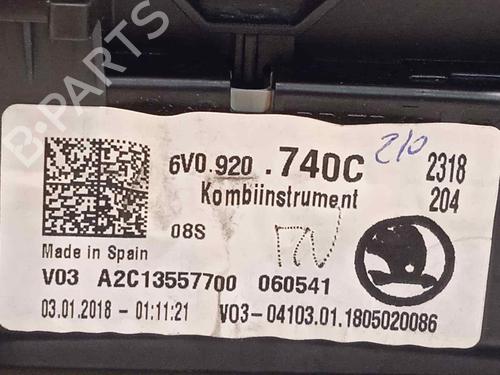 6V0.920 .740C 210 2318
Kombiinstrument 204
08S
Made in Spain
V03 A2C13557700 060541
03.01.2018 - 01:11:21 V03-04103.01.1805020086
B-PARTS